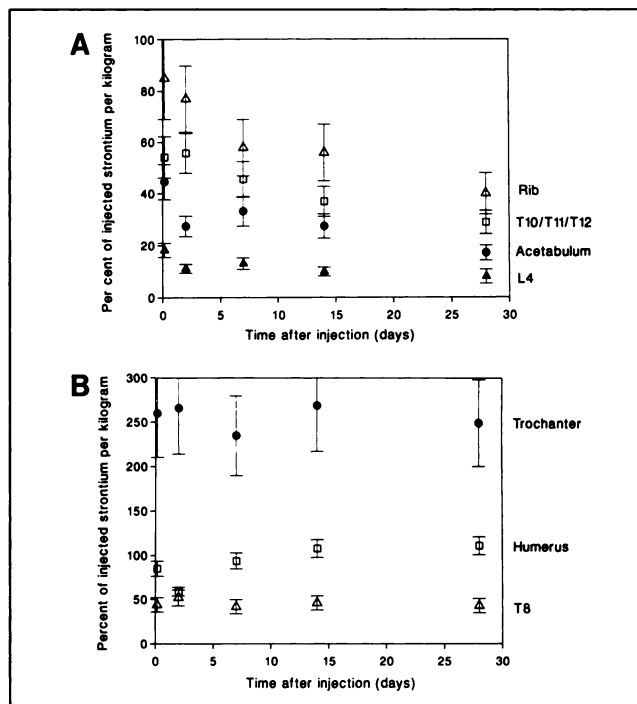 A
Per cent of injected strontium per kilogram
100
80
60
40
20
0
0 5 10 15 20 25 30
Time after injection (days)
Rib
T10/T11/T12
Acetabulum
L4
B
Percent of injected strontium per kilogram
300
250
200
150
100
50
0
0 5 10 15 20 25 30
Time after injection (days)
Trochanter
Humerus
T8